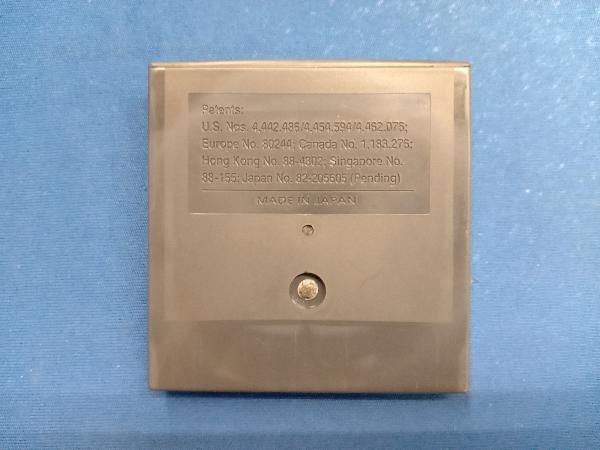 Patents:
U.S. Nos. 4,442,486/4,454,594/4,462,076;
Europe No. 80244; Canada No. 1,183,276;
Hong Kong No. 88-4302; Singapore No.
88-155; Japan No. 82-205605 (Pending)
MADE IN JAPAN